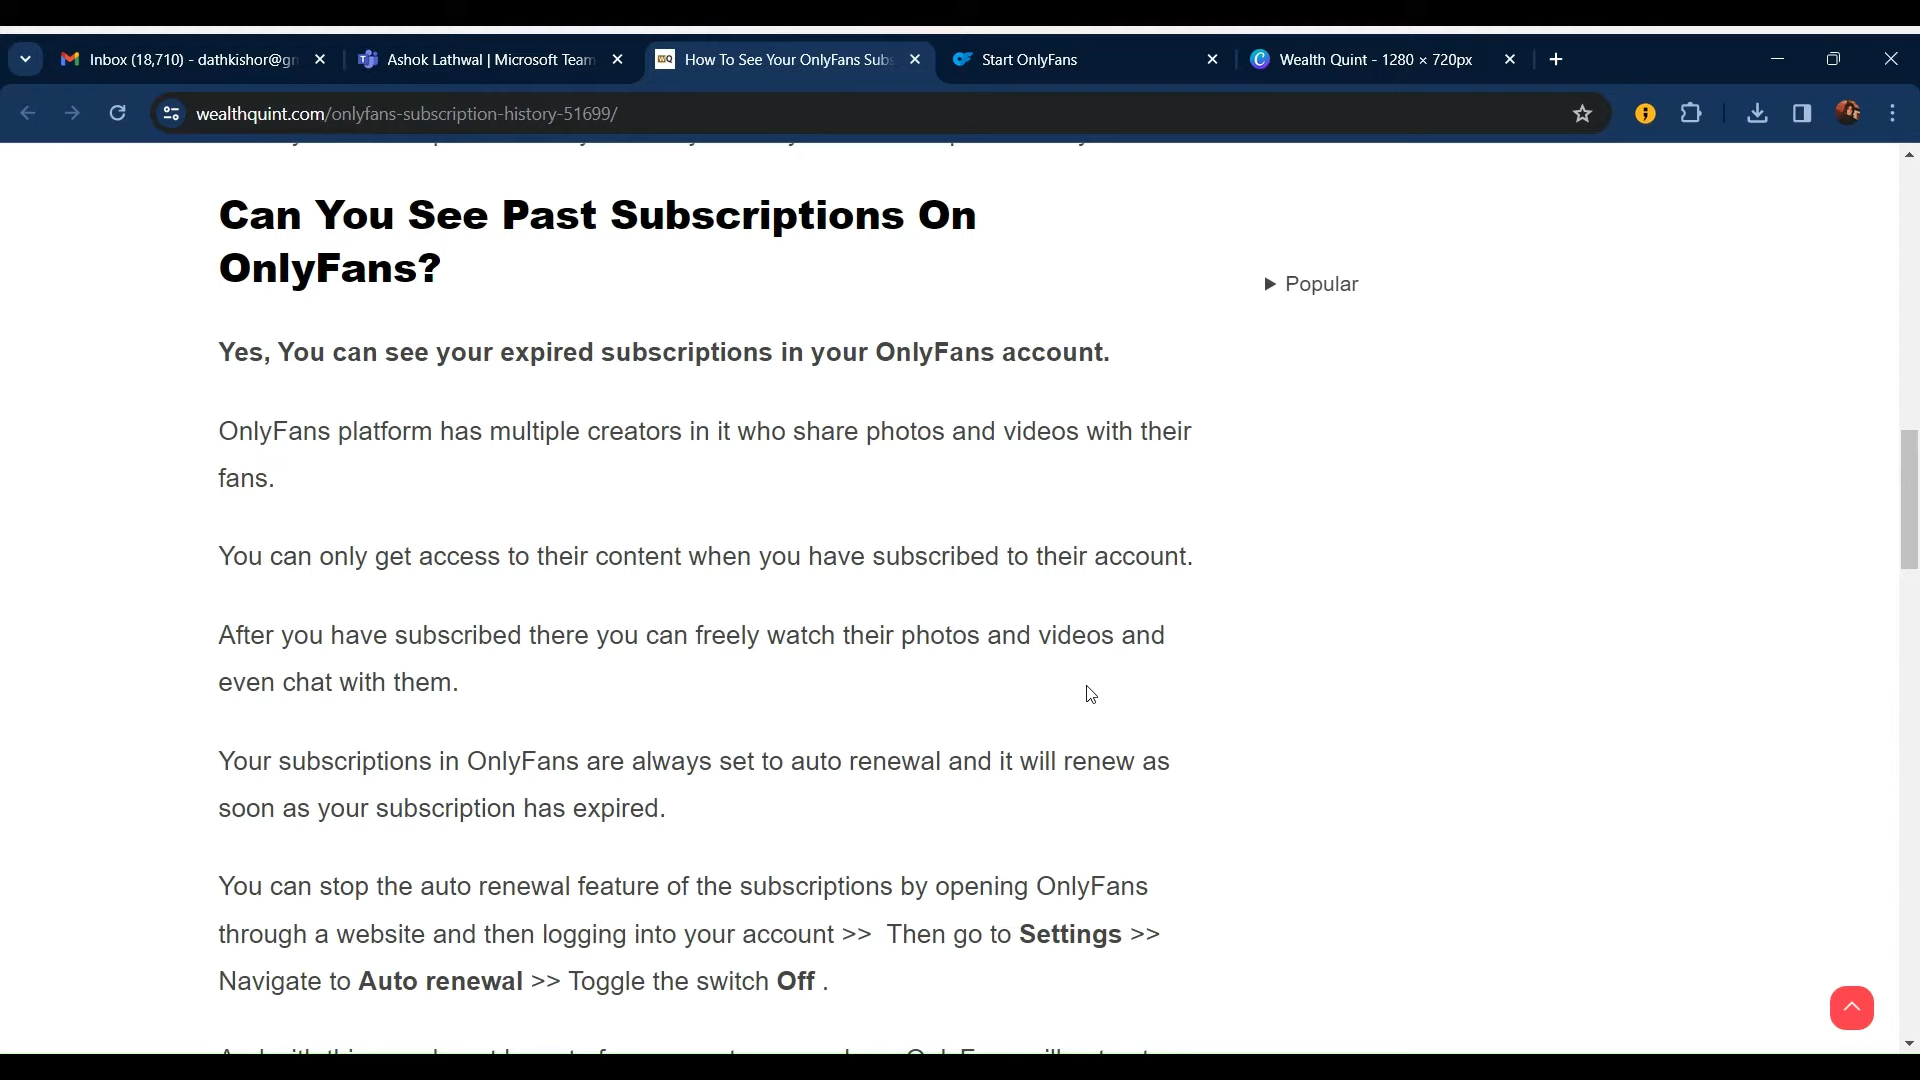 Inbox (18,710) - dathkishor@gr
Ashok Lathwal | Microsoft Team
WQ
How To See Your OnlyFans Subs
Start OnlyFans
Wealth Quint - 1280 × 720px
wealthquint.com/onlyfans-subscription-history-51699/
Can You See Past Subscriptions On
OnlyFans?
Popular
Yes, You can see your expired subscriptions in your OnlyFans account.
OnlyFans platform has multiple creators in it who share photos and videos with their
fans.
You can only get access to their content when you have subscribed to their account.
After you have subscribed there you can freely watch their photos and videos and
even chat with them.
Your subscriptions in OnlyFans are always set to auto renewal and it will renew as
soon as your subscription has expired.
You can stop the auto renewal feature of the subscriptions by opening OnlyFans
through a website and then logging into your account >> Then go to Settings >>
Navigate to Auto renewal >> Toggle the switch Off .